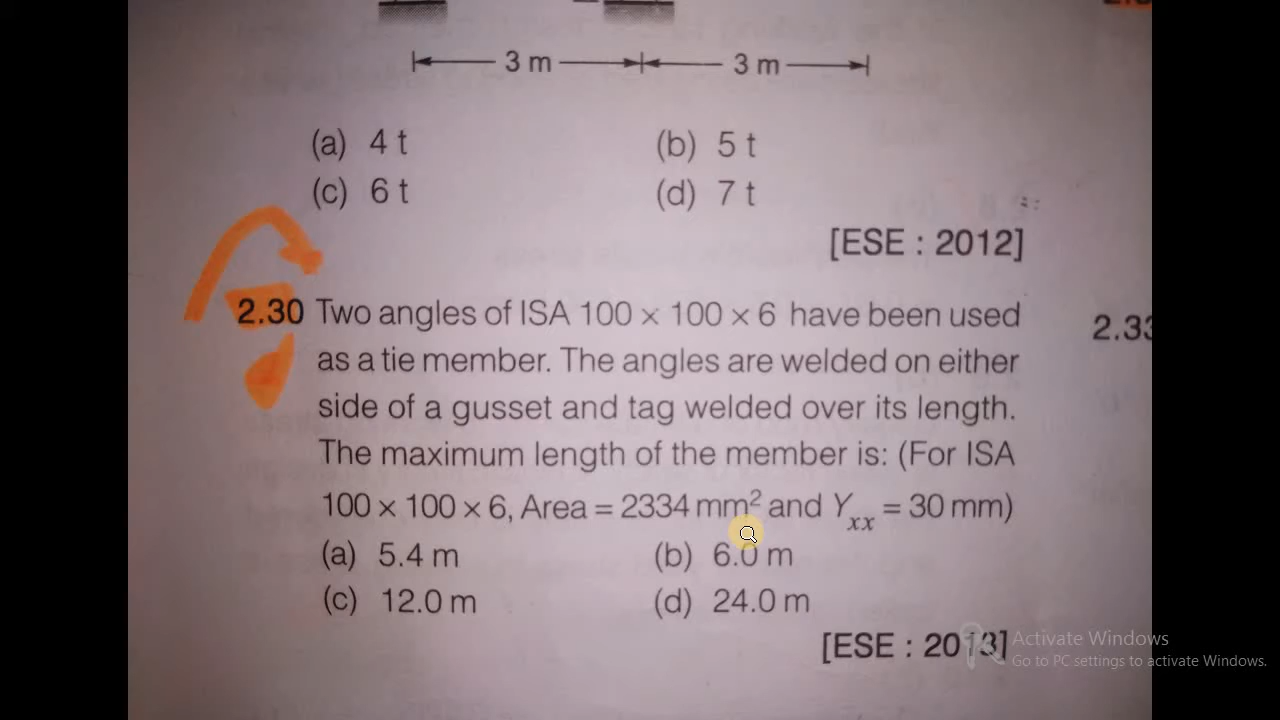 3 m 3 m
(a) 4 t (b) 5 t
(c) 6 t (d) 7 t
[ESE : 2012]
2.30 Two angles of ISA 100 × 100 × 6 have been used
as a tie member. The angles are welded on either
side of a gusset and tag welded over its length.
The maximum length of the member is: (For ISA
100 × 100 × 6, Area = 2334 mm² and Yxx = 30 mm)
(a) 5.4 m (b) 6.0 m
(c) 12.0 m (d) 24.0 m
[ESE : 2013]
2.33
Activate Windows
Go to PC settings to activate Windows.